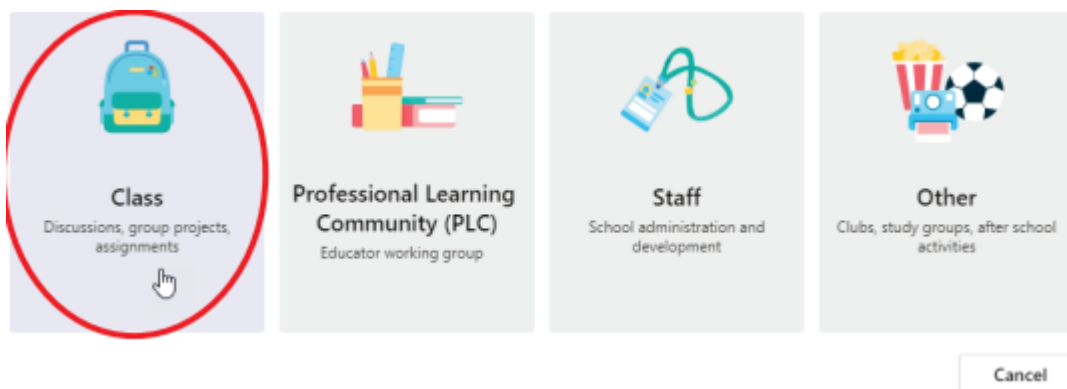 Class
Discussions, group projects,
assignments
Professional Learning
Community (PLC)
Educator working group
Staff
School administration and
development
Other
Clubs, study groups, after school
activities
Cancel